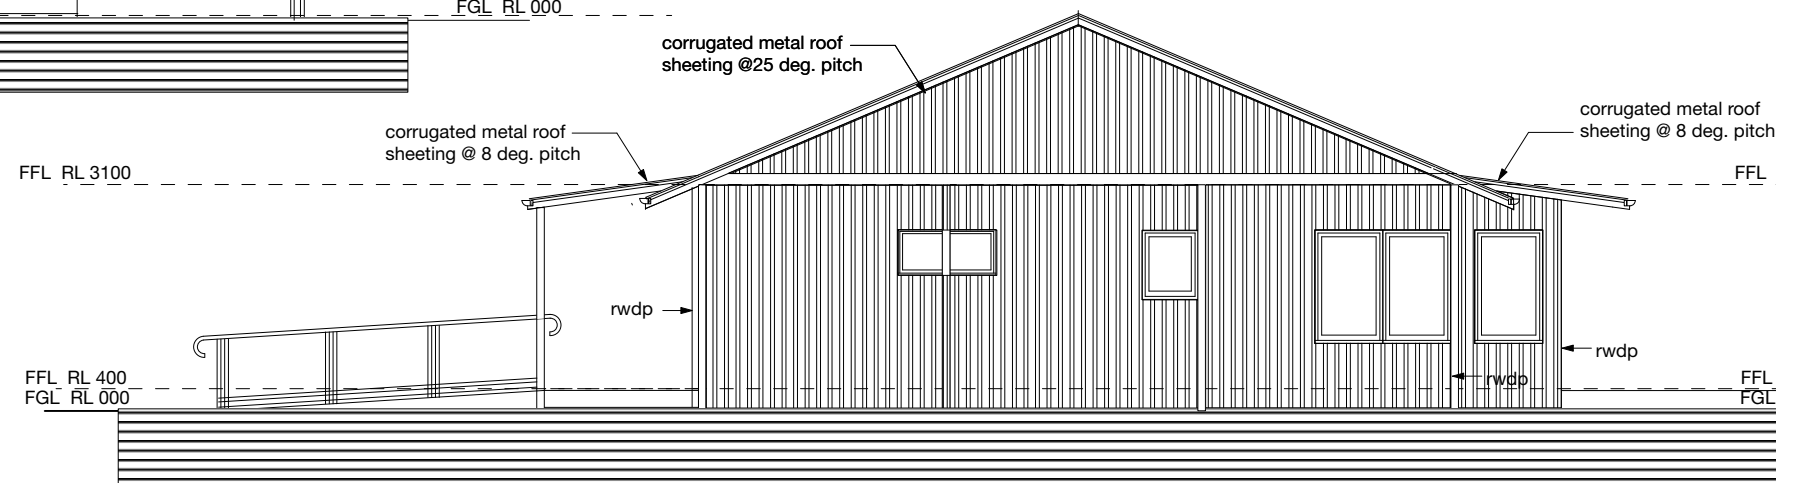 FGL RL 000
corrugated metal roof
sheeting @25 deg. pitch
corrugated metal roof
sheeting @ 8 deg. pitch
corrugated metal roof
sheeting @ 8 deg. pitch
FFL RL 3100
FFL
rwdp
rwdp
rwdp
FFL RL 400
FGL RL 000
FFL
FGL